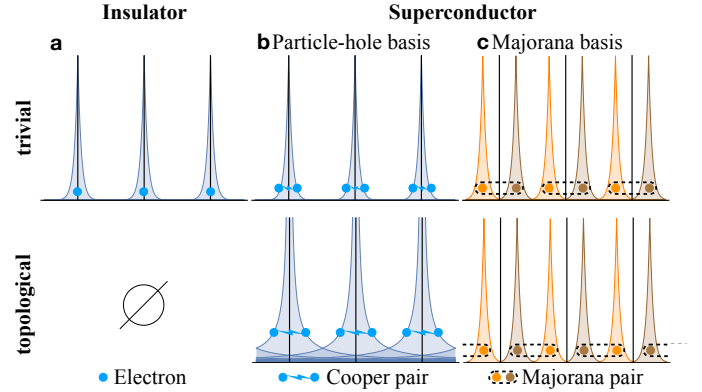 Insulator
Superconductor
a
b Particle-hole basis
c Majorana basis
trivial
topological
Electron
Cooper pair
Majorana pair